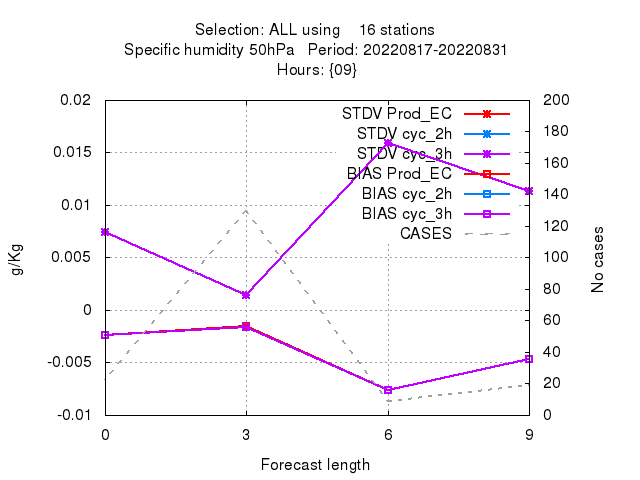 Selection: ALL using 16 stations
Specific humidity 50hPa Period: 20220817-20220831
Hours: {09}
0.02
0.015
0.01
0.005
0
-0.005
-0.01
200
180
160
140
120
100
80
60
40
20
0
STDV Prod_EC
STDV cyc_2h
STDV cyc_3h
BIAS Prod_EC
BIAS cyc_2h
BIAS cyc_3h
CASES
g/Kg
No cases
0 3 6 9
Forecast length